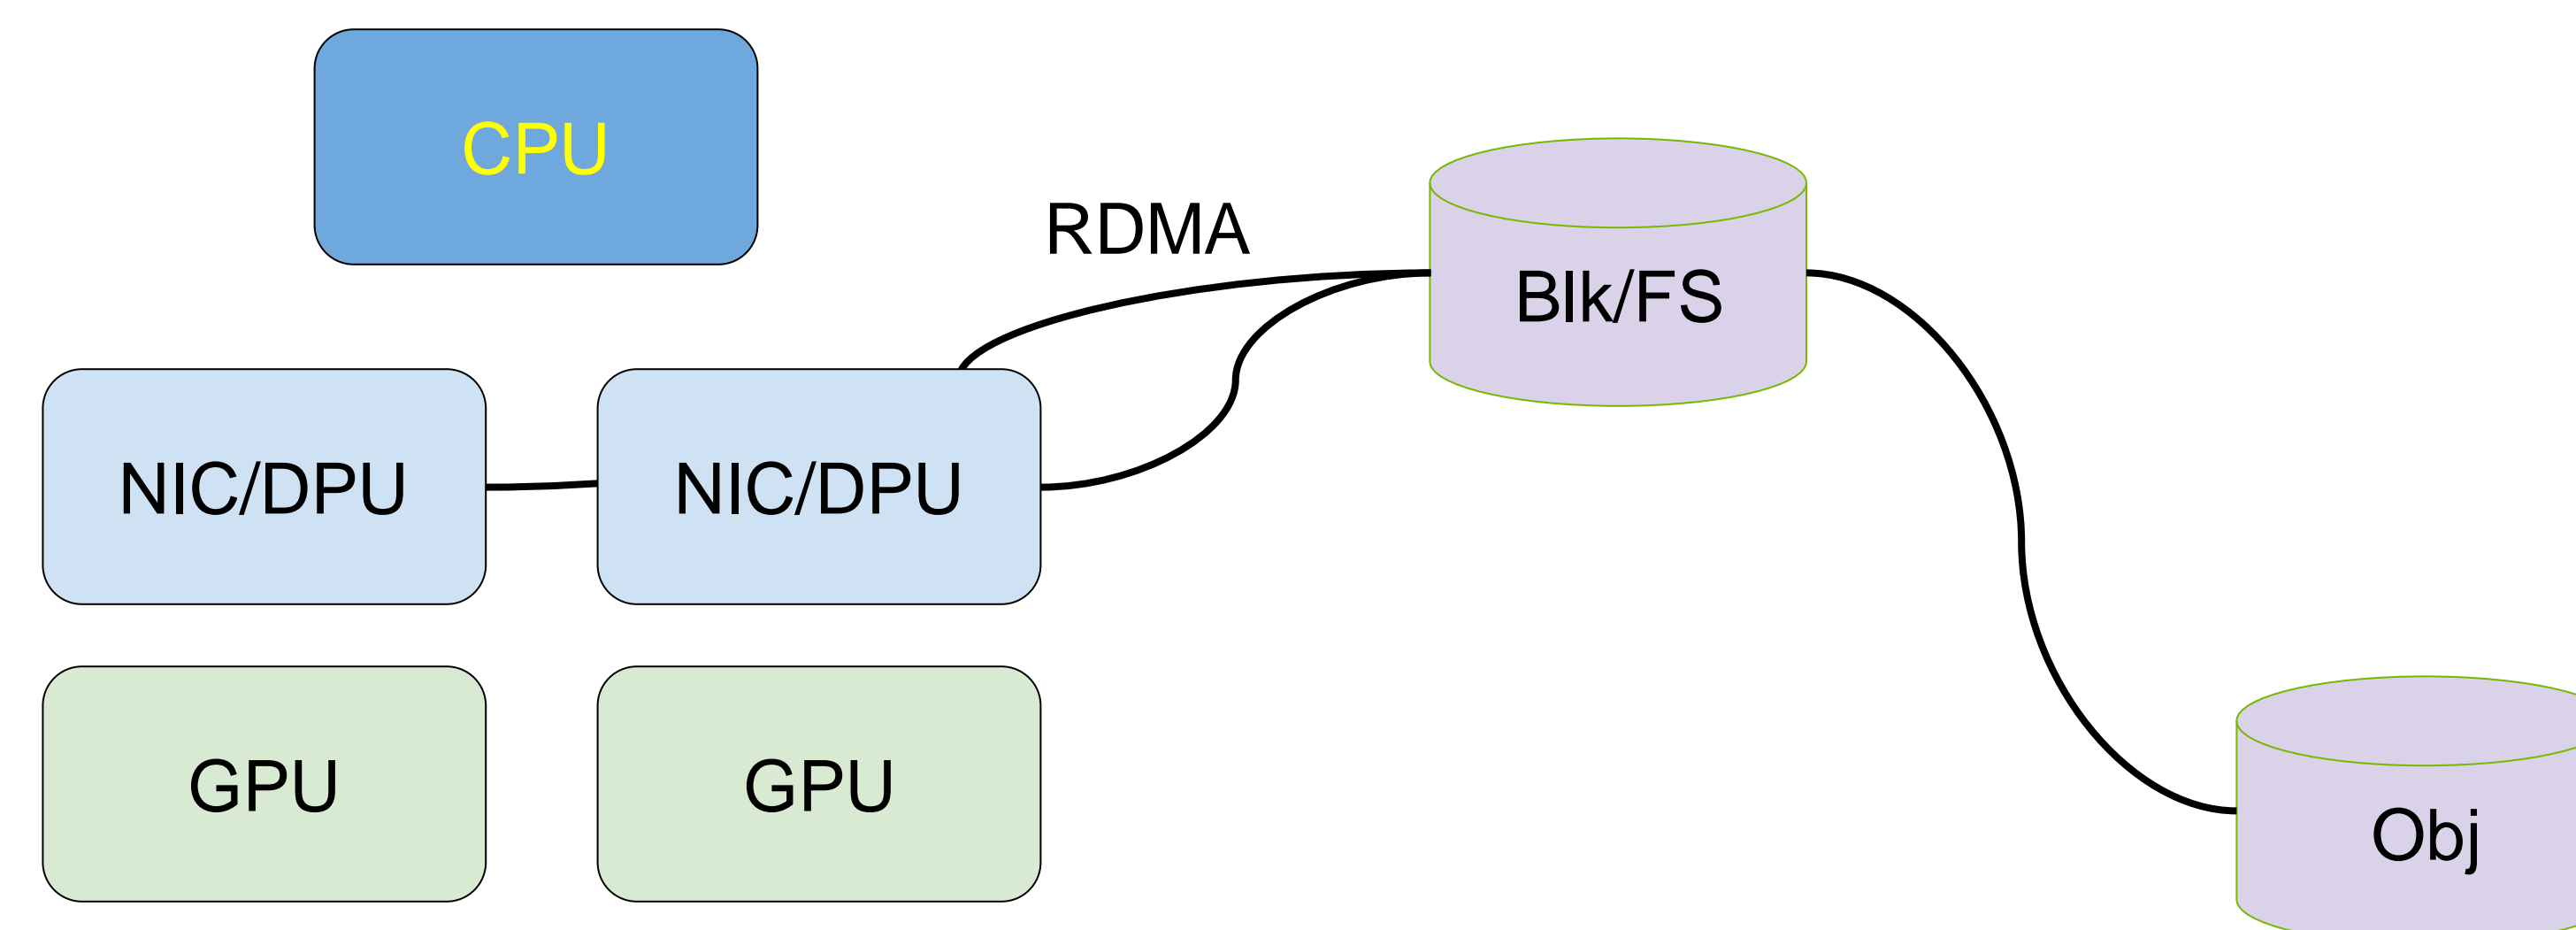 CPU
RDMA
Blk/FS
NIC/DPU
NIC/DPU
GPU
GPU
Obj